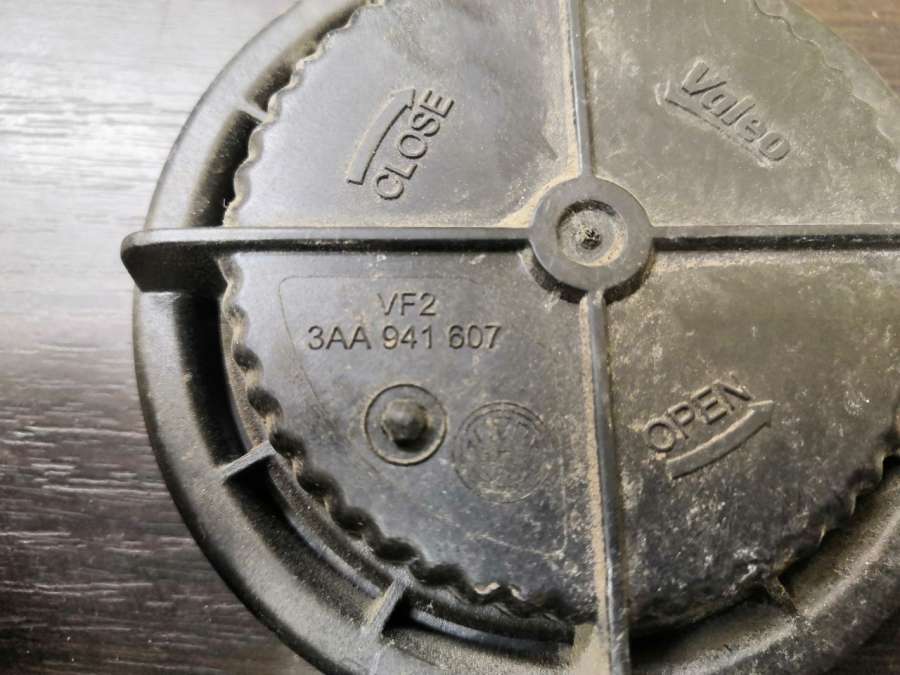 CLOSE
Valeo
VF2
3AA 941 607
OPEN